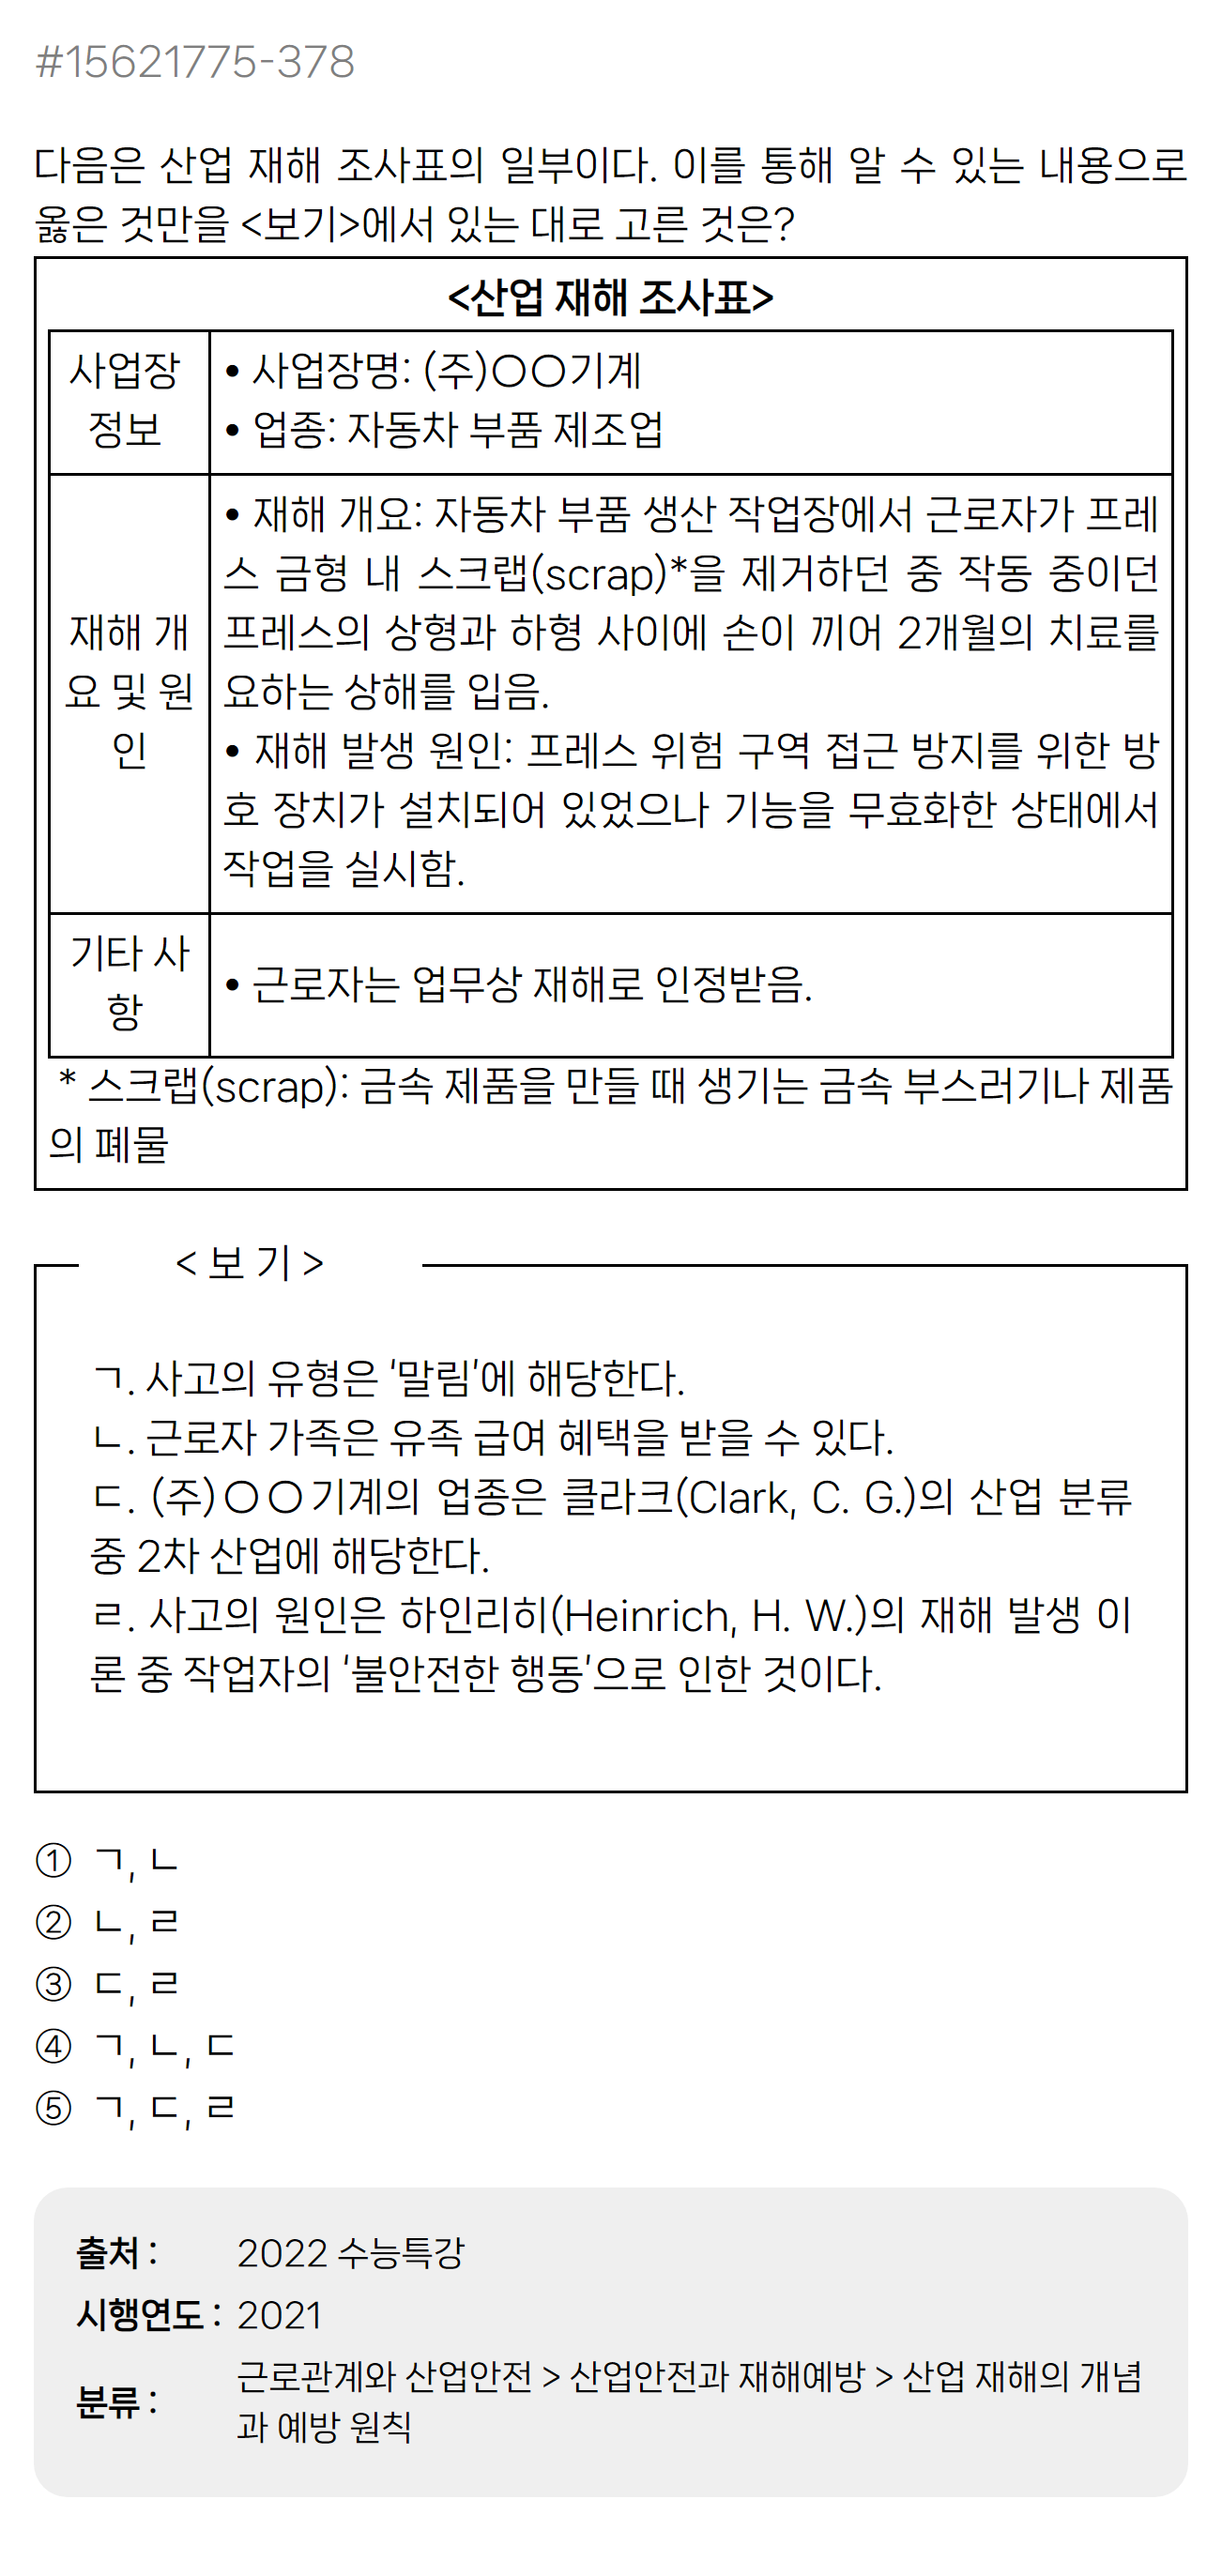 #15621775-378
다음은 산업 재해 조사표의 일부이다. 이를 통해 알 수 있는 내용으로
옳은 것만을 <보기>에서 있는 대로 고른 것은?
<산업 재해 조사표>
사업장
정보
• 사업장명: (주)○○기계
• 업종: 자동차 부품 제조업
재해 개
요 및 원
인
• 재해 개요: 자동차 부품 생산 작업장에서 근로자가 프레
스 금형 내 스크랩(scrap)*을 제거하던 중 작동 중이던
프레스의 상형과 하형 사이에 손이 끼어 2개월의 치료를
요하는 상해를 입음.
• 재해 발생 원인: 프레스 위험 구역 접근 방지를 위한 방
호 장치가 설치되어 있었으나 기능을 무효화한 상태에서
작업을 실시함.
기타 사
항
• 근로자는 업무상 재해로 인정받음.
* 스크랩(scrap): 금속 제품을 만들 때 생기는 금속 부스러기나 제품
의 폐물
< 보 기 >
ㄱ. 사고의 유형은 '말림'에 해당한다.
ㄴ. 근로자 가족은 유족 급여 혜택을 받을 수 있다.
ㄷ. (주)○○기계의 업종은 클라크(Clark, C. G.)의 산업 분류
중 2차 산업에 해당한다.
ㄹ. 사고의 원인은 하인리히(Heinrich, H. W.)의 재해 발생 이
론 중 작업자의 '불안전한 행동'으로 인한 것이다.
① ㄱ, ㄴ
② ㄴ, ㄹ
③ ㄷ, ㄹ
④ ㄱ, ㄴ, ㄷ
⑤ ㄱ, ㄷ, ㄹ
출처 : 2022 수능특강
시행연도 : 2021
분류 : 근로관계와 산업안전 > 산업안전과 재해예방 > 산업 재해의 개념
과 예방 원칙